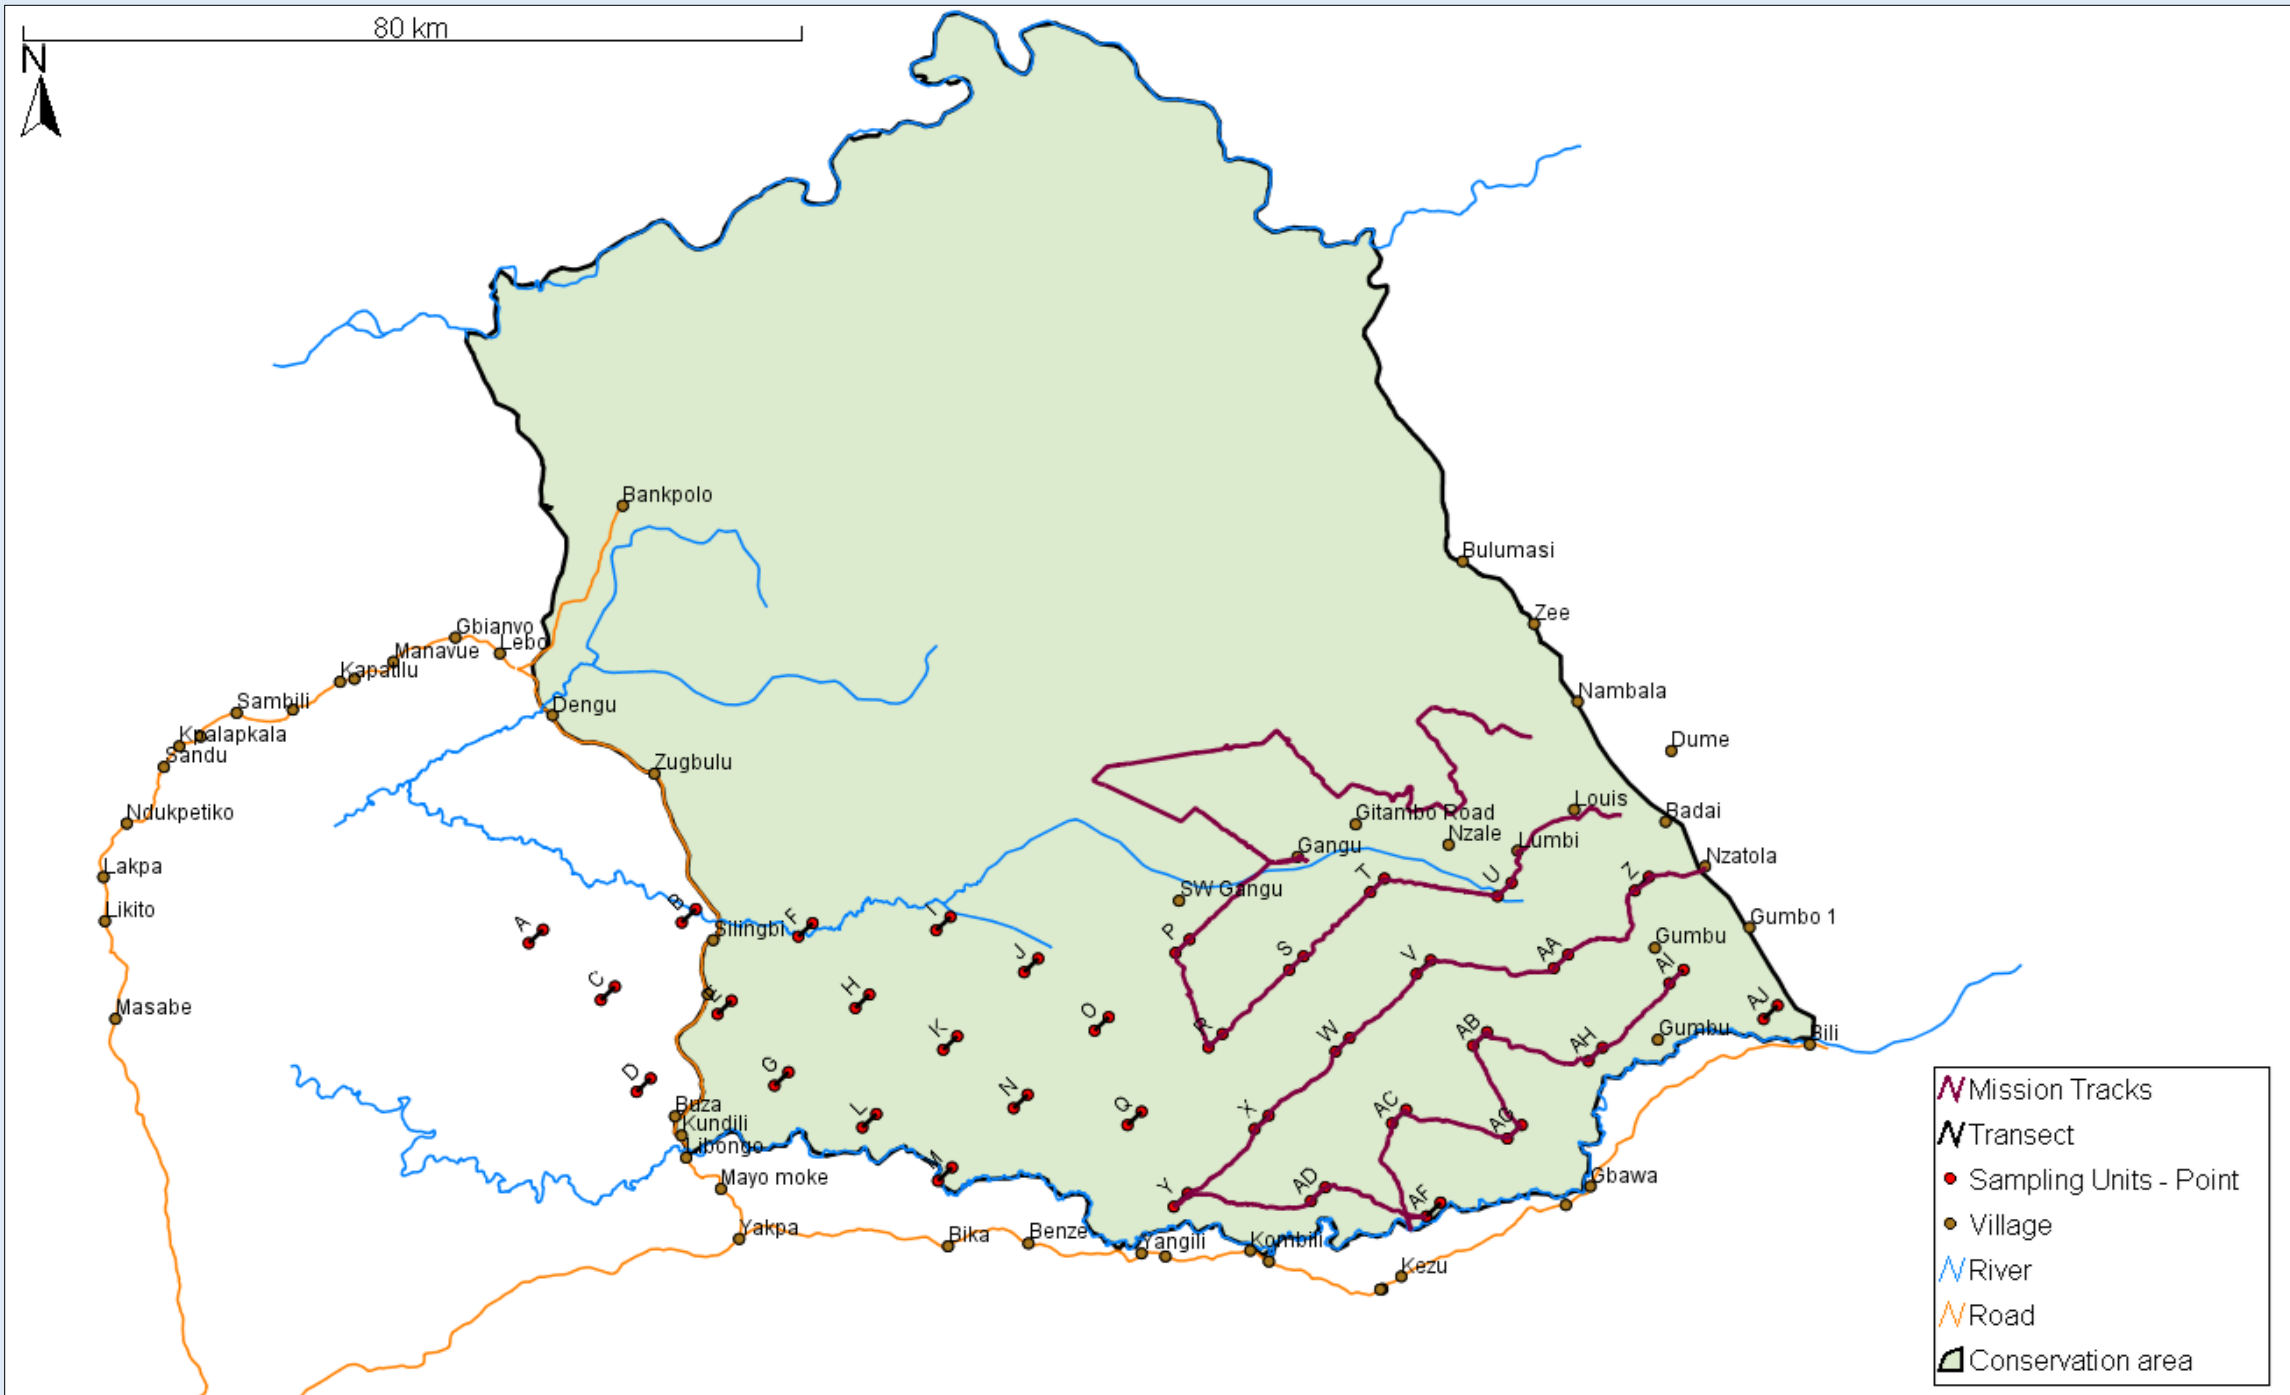 80 km
N
Bankpolo
Bulumasi
Zee
Gbianvo
Lebo
Manavue
Kapatilu
Nambala
Sambili
Dengu
Kpalapkala
Dume
Sandu
Zugbulu
Ndukpetiko
Louis
Gitambo Road
Badai
Nzale
Lumbi
Gangu
Nzatola
Lakpa
T
U
Z
SW Gangu
Likito
B
I
Gumbo 1
A
F
Silingbi
P
Gumbu
S
V
AA
J
AI
C
E
H
Masabe
AJ
O
R
W
AB
Gumbu
Bili
K
AH
D
G
N
Buza
L
Q
X
AC
AG
Kundili
Libongo
M
Mayo moke
Y
AD
Gbawa
AF
Yakpa
Bika
Benze
Yangili
Kombili
Kezu
Mission Tracks
Transect
Sampling Units - Point
Village
River
Road
Conservation area